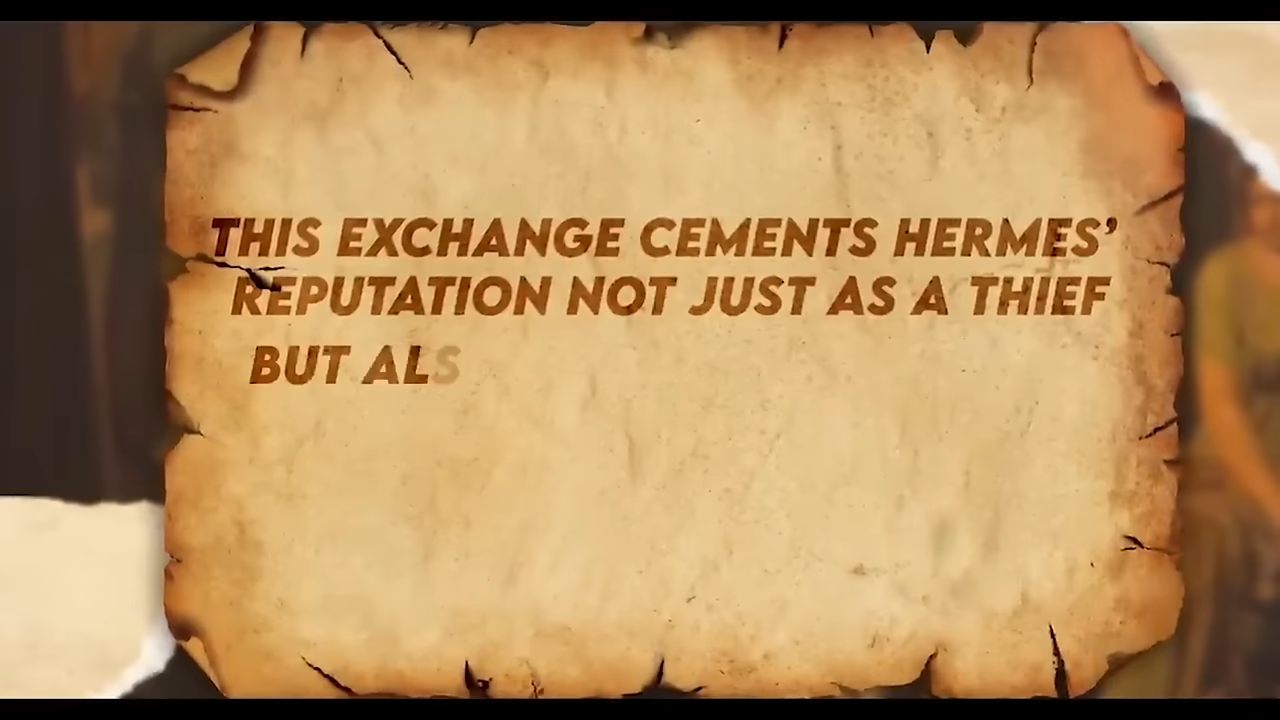 THIS EXCHANGE CEMENTS HERMES’
REPUTATION NOT JUST AS A THIEF
BUT ALS